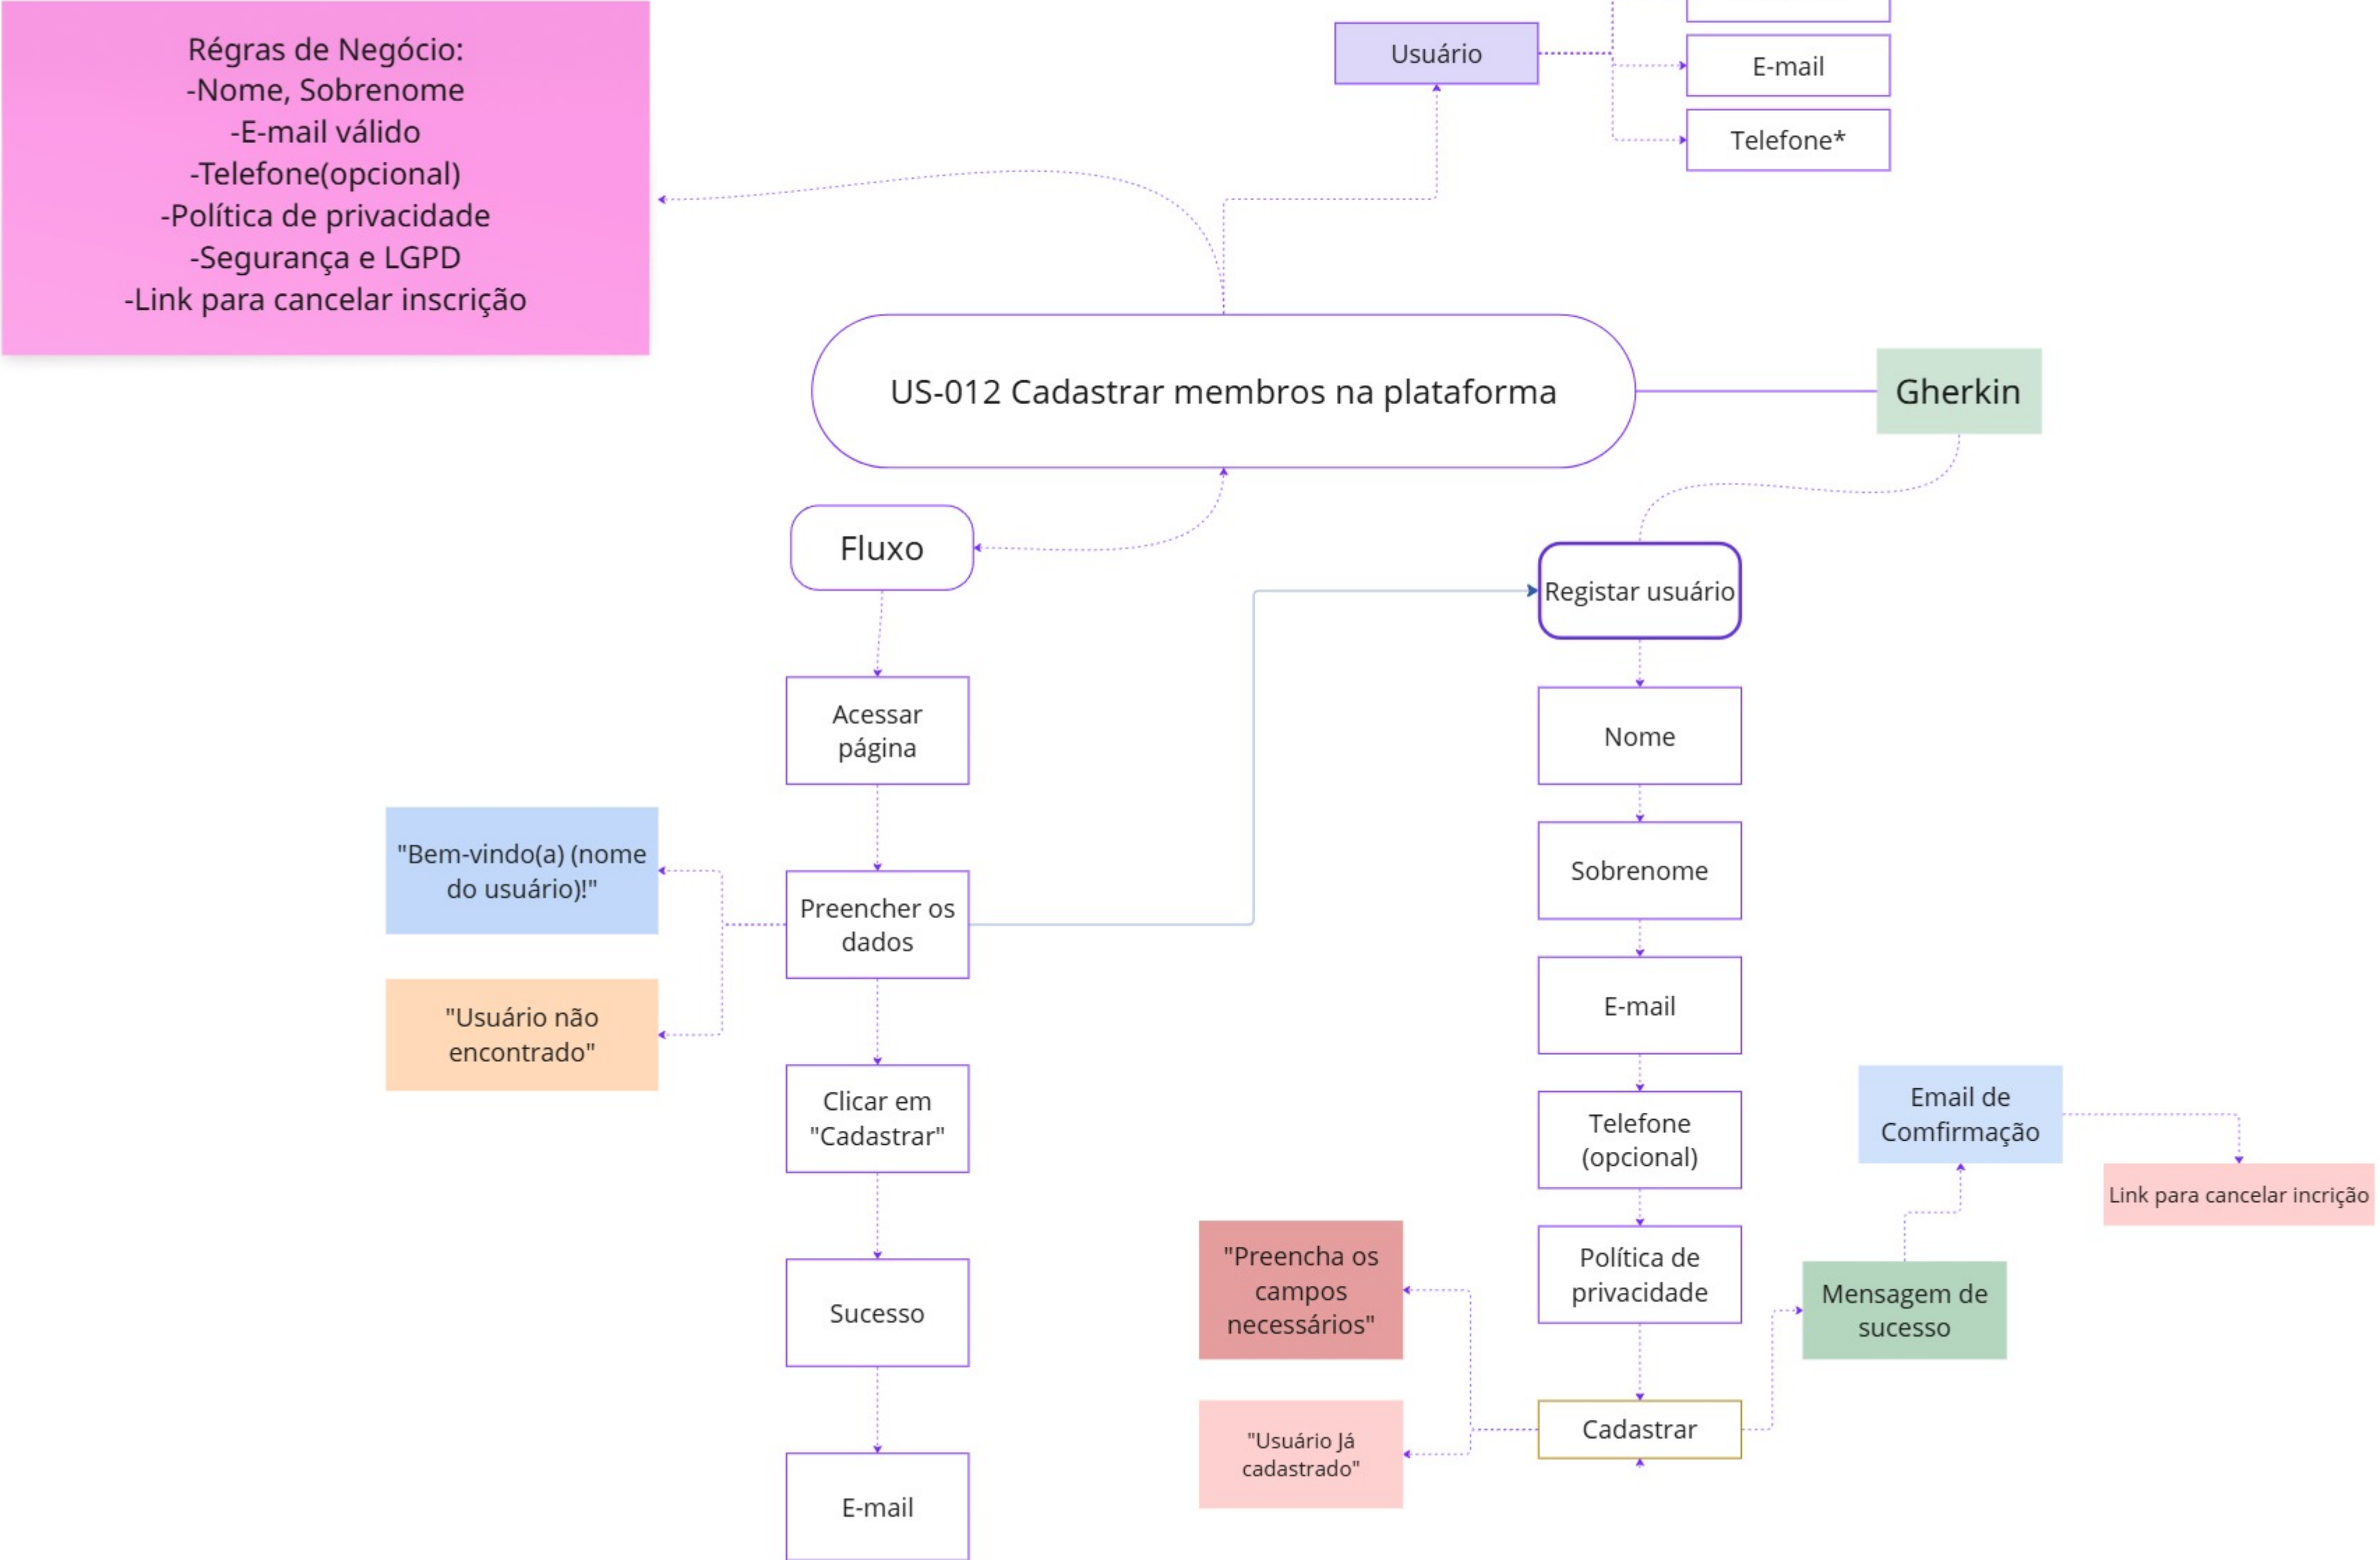 Régras de Negócio:
-Nome, Sobrenome
-E-mail válido
-Telefone(opcional)
-Política de privacidade
-Segurança e LGPD
-Link para cancelar inscrição
Usuário
E-mail
Telefone*
US-012 Cadastrar membros na plataforma
Gherkin
Fluxo
Acessar
página
Preencher os
dados
"Bem-vindo(a) (nome
do usuário)!"
"Usuário não
encontrado"
Clicar em
"Cadastrar"
Sucesso
E-mail
Registar usuário
Nome
Sobrenome
E-mail
Telefone
(opcional)
Política de
privacidade
Cadastrar
"Preencha os
campos
necessários"
"Usuário Já
cadastrado"
Mensagem de
sucesso
Email de
Comfirmação
Link para cancelar incrição